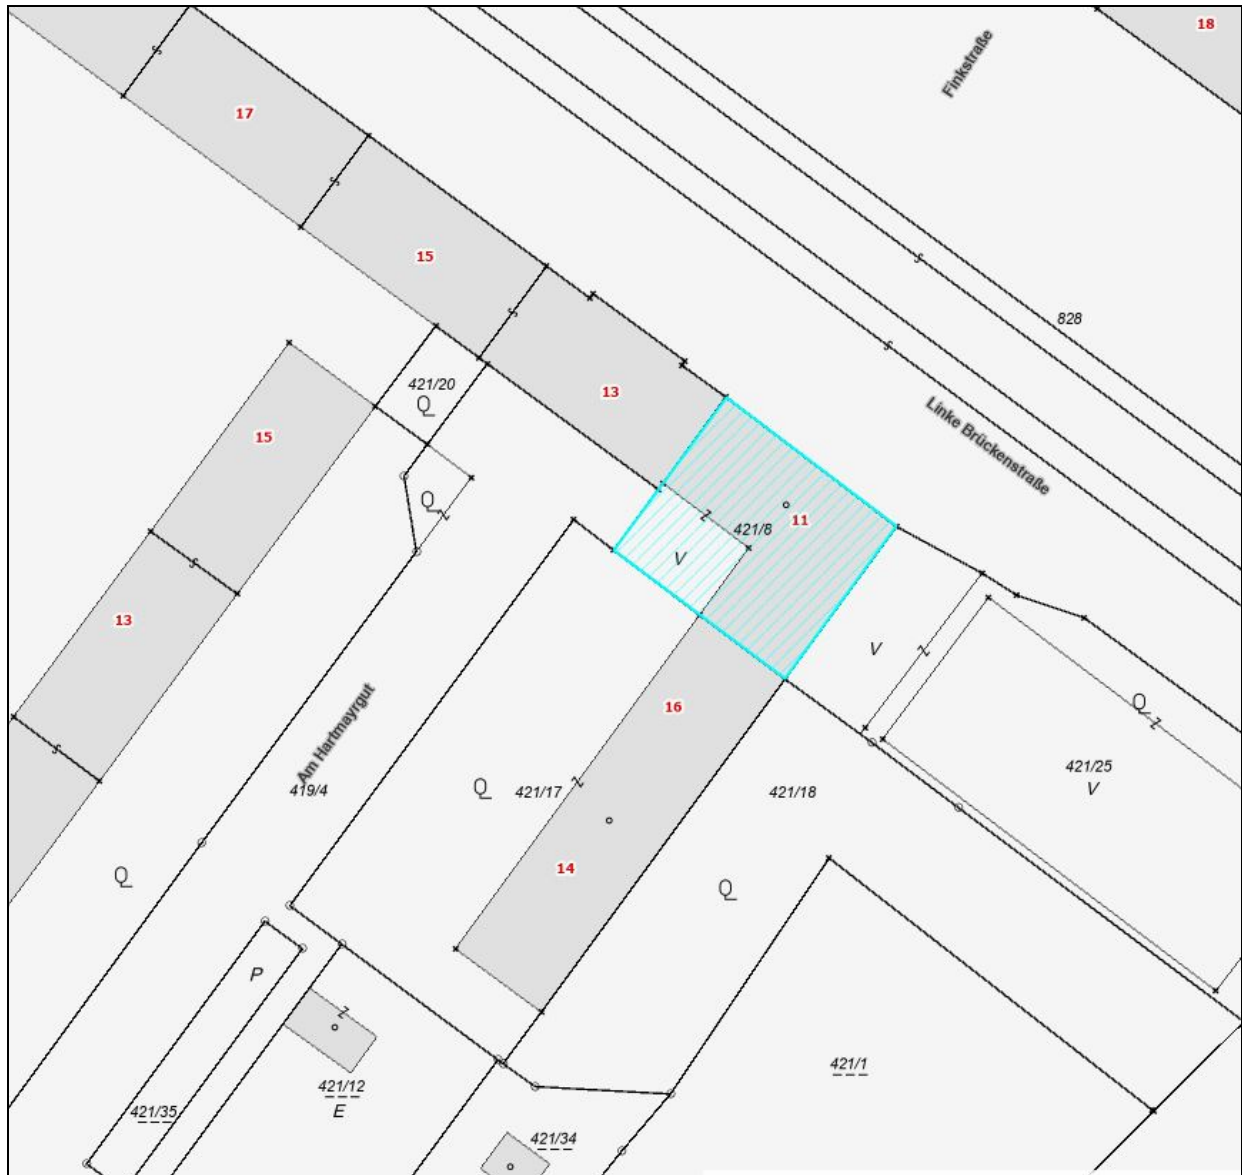 18
Finkstraße
17
15
828
421/20
Q
13
Linke Brückenstraße
15
Q
421/8
11
V
13
V
Q
16
Am Hartmayrgut
421/25
V
419/4
Q
421/17
421/18
Q
14
Q
P
421/1
421/12
E
421/35
421/34